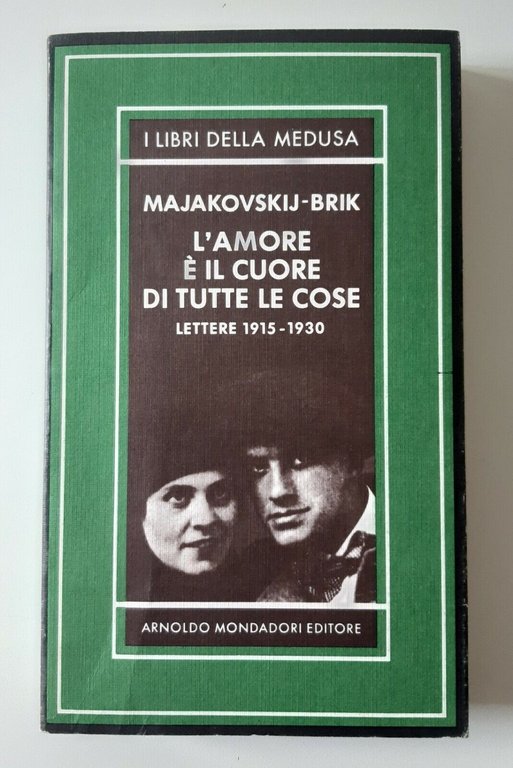 I LIBRI DELLA MEDUSA
MAJAKOVSKIJ-BRIK
L'AMORE
È IL CUORE
DI TUTTE LE COSE
LETTERE 1915-1930
ARNOLDO MONDADORI EDITORE